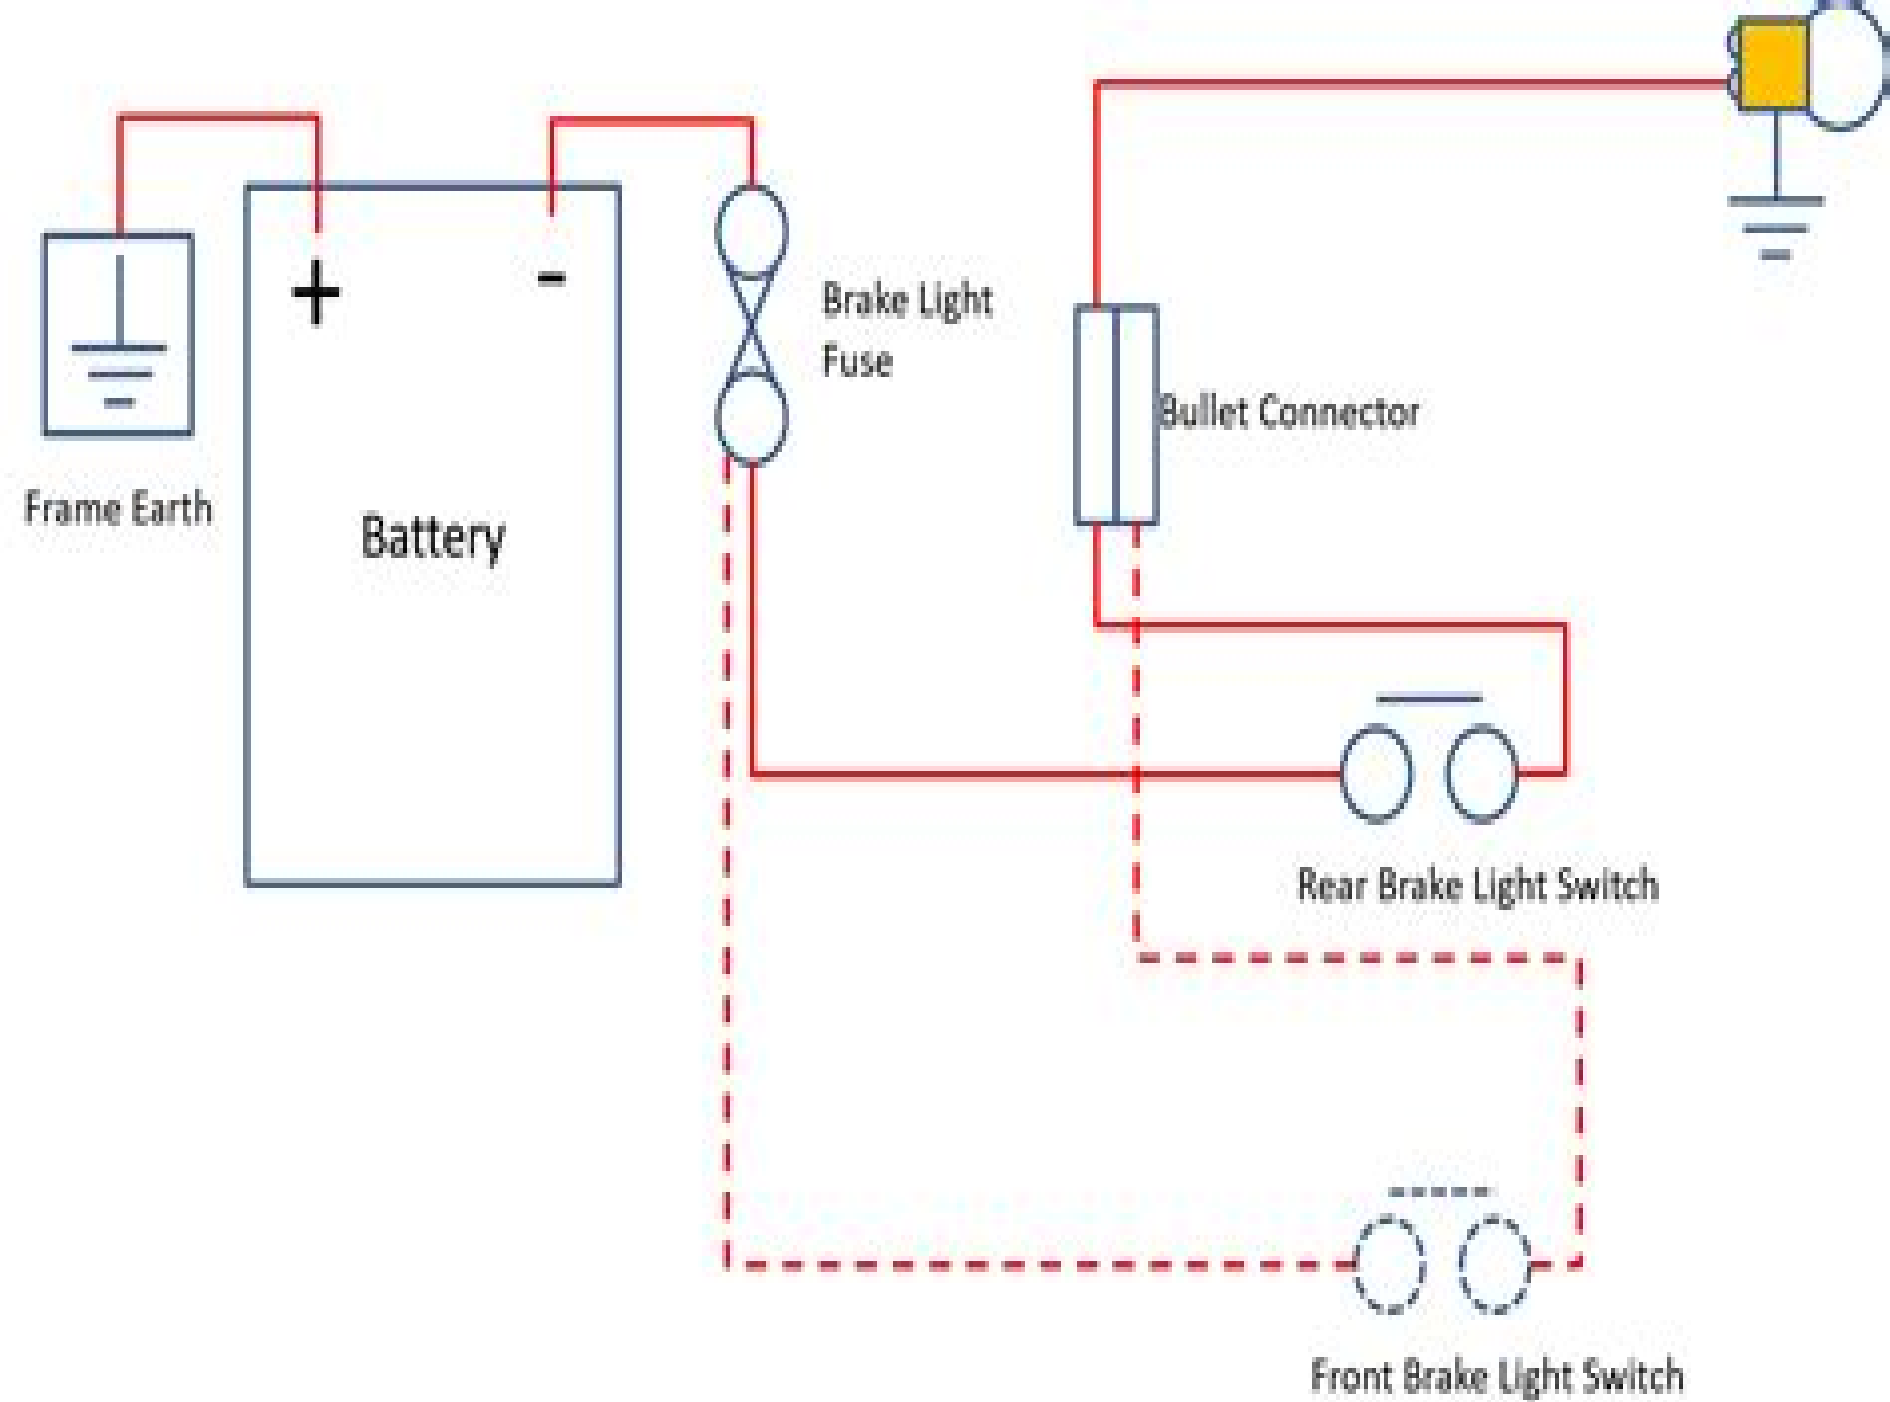 +
-
Brake Light
Fuse
Bullet Connector
Frame Earth
Battery
Rear Brake Light Switch
Front Brake Light Switch